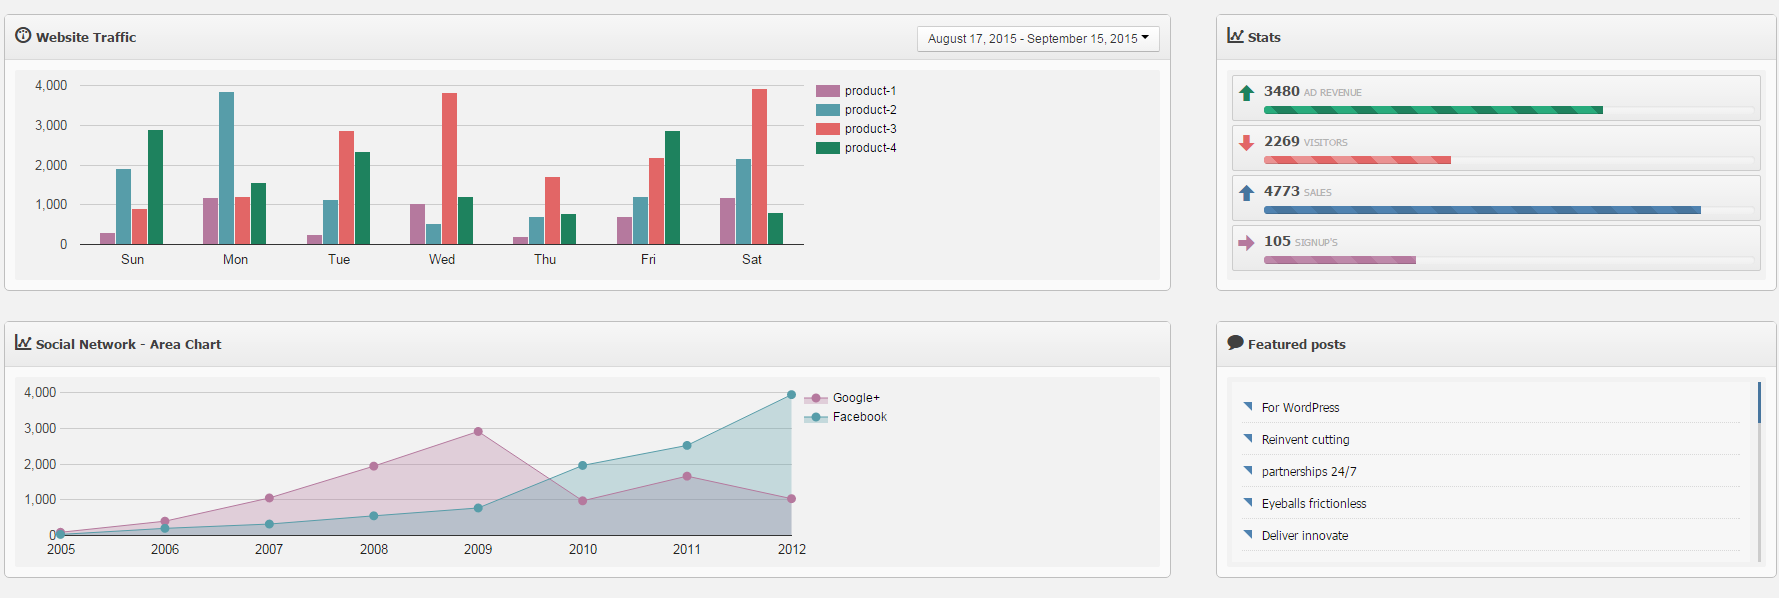 Website Traffic
August 17, 2015 - September 15, 2015
4,000
3,000
2,000
1,000
0
Sun Mon Tue Wed Thu Fri Sat
product-1
product-2
product-3
product-4
Stats
3480 AD REVENUE
2269 VISITORS
4773 SALES
105 SIGNUP'S
Social Network - Area Chart
4,000
3,000
2,000
1,000
0
2005 2006 2007 2008 2009 2010 2011 2012
Google+
Facebook
Featured posts
For WordPress
Reinvent cutting
partnerships 24/7
Eyeballs frictionless
Deliver innovate